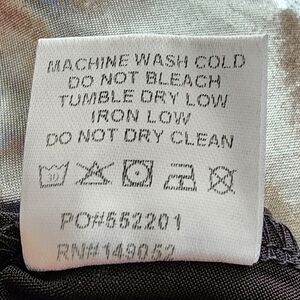 MACHINE WASH COLD
DO NOT BLEACH
TUMBLE DRY LOW
IRON LOW
DO NOT DRY CLEAN
30
PO#552201
RN#149052